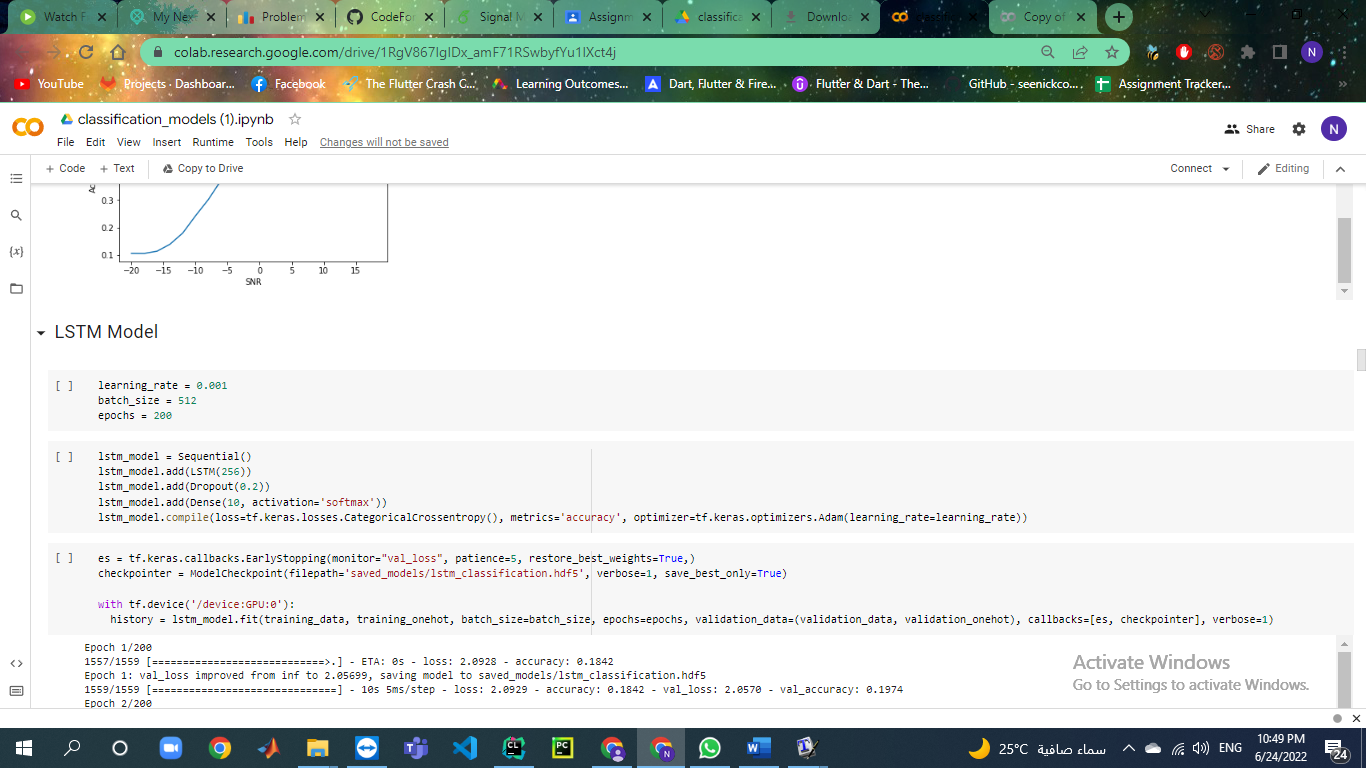 Watch F
My Nex
Problem
CodeFor
Signal M
Assignm
classifica
Downlo
Copy of
colab.research.google.com/drive/1RgV867IgIDx_amF71RSwbyfYu1IXct4j
N
YouTube
Projects · Dashboar...
Facebook
The Flutter Crash C...
Learning Outcomes...
Dart, Flutter & Fire...
Flutter & Dart - The...
GitHub - seenickco...
Assignment Tracker...
»
classification_models (1).ipynb
File Edit View Insert Runtime Tools Help Changes will not be saved
Share
N
+ Code + Text Copy to Drive
Connect
Editing
0.3
0.2
0.1
−20 −15 −10 −5 0 5 10 15
SNR
{x}
LSTM Model
[ ]
learning_rate = 0.001
batch_size = 512
epochs = 200
[ ]
lstm_model = Sequential()
lstm_model.add(LSTM(256))
lstm_model.add(Dropout(0.2))
lstm_model.add(Dense(10, activation='softmax'))
lstm_model.compile(loss=tf.keras.losses.CategoricalCrossentropy(), metrics='accuracy', optimizer=tf.keras.optimizers.Adam(learning_rate=learning_rate))
[ ]
es = tf.keras.callbacks.EarlyStopping(monitor="val_loss", patience=5, restore_best_weights=True,)
checkpointer = ModelCheckpoint(filepath='saved_models/lstm_classification.hdf5', verbose=1, save_best_only=True)
with tf.device('/device:GPU:0'):
history = lstm_model.fit(training_data, training_onehot, batch_size=batch_size, epochs=epochs, validation_data=(validation_data, validation_onehot), callbacks=[es, checkpointer], verbose=1)
Epoch 1/200
1557/1559 [============================>.] - ETA: 0s - loss: 2.0928 - accuracy: 0.1842
Epoch 1: val_loss improved from inf to 2.05699, saving model to saved_models/lstm_classification.hdf5
1559/1559 [==============================] - 10s 5ms/step - loss: 2.0929 - accuracy: 0.1842 - val_loss: 2.0570 - val_accuracy: 0.1974
Epoch 2/200
Activate Windows
Go to Settings to activate Windows.
25°C سماء صافية
ENG
10:49 PM
6/24/2022
24